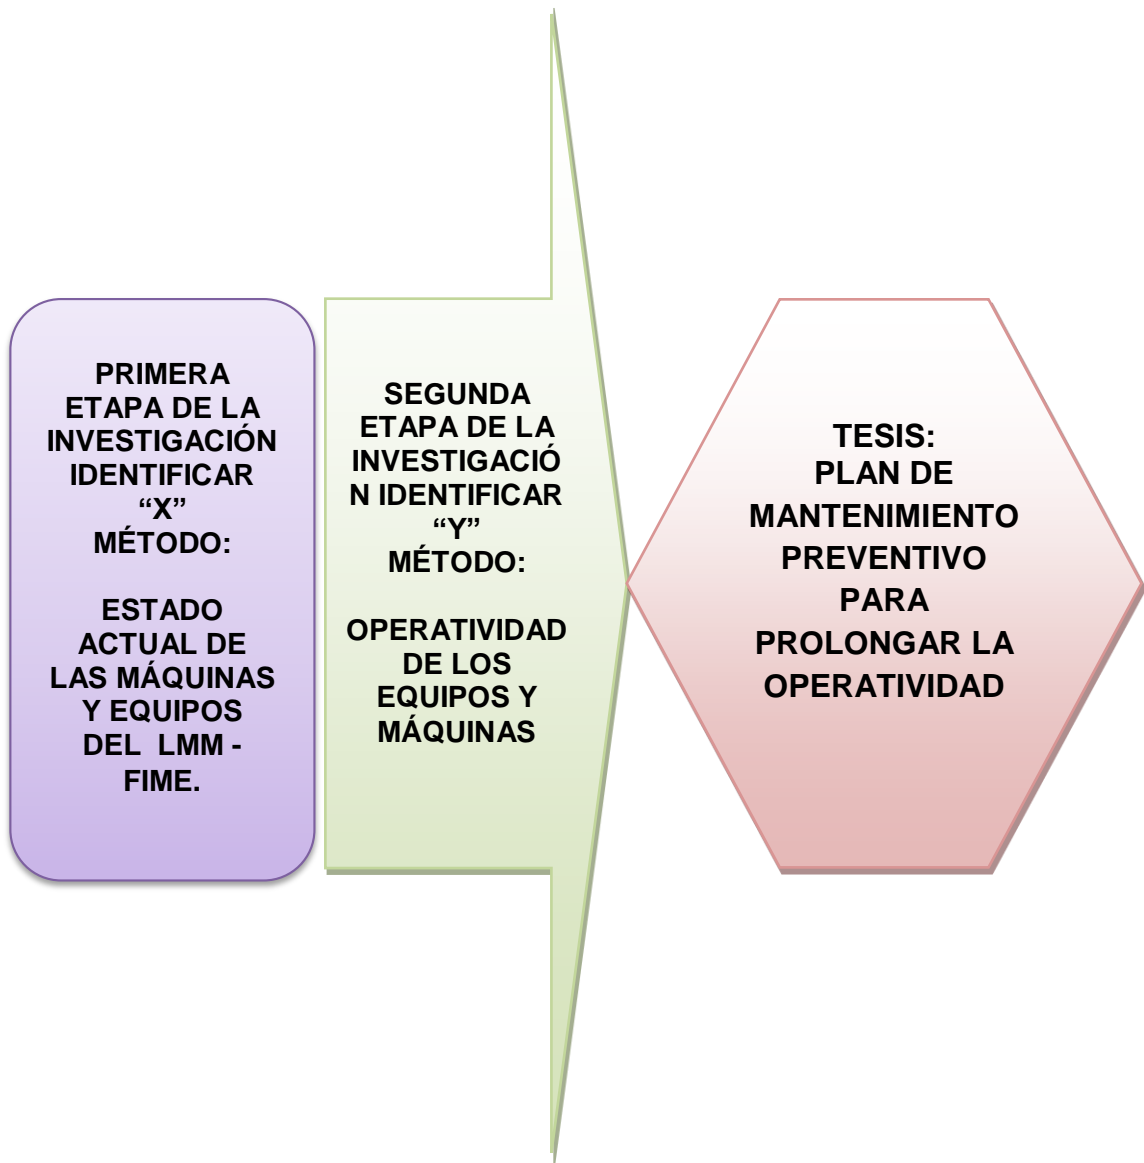 PRIMERA
ETAPA DE LA
INVESTIGACIÓN
IDENTIFICAR
“X”
MÉTODO:
ESTADO
ACTUAL DE
LAS MÁQUINAS
Y EQUIPOS
DEL LMM -
FIME.
SEGUNDA
ETAPA DE LA
INVESTIGACIÓ
N IDENTIFICAR
“Y”
MÉTODO:
OPERATIVIDAD
DE LOS
EQUIPOS Y
MÁQUINAS
TESIS:
PLAN DE
MANTENIMIENTO
PREVENTIVO
PARA
PROLONGAR LA
OPERATIVIDAD